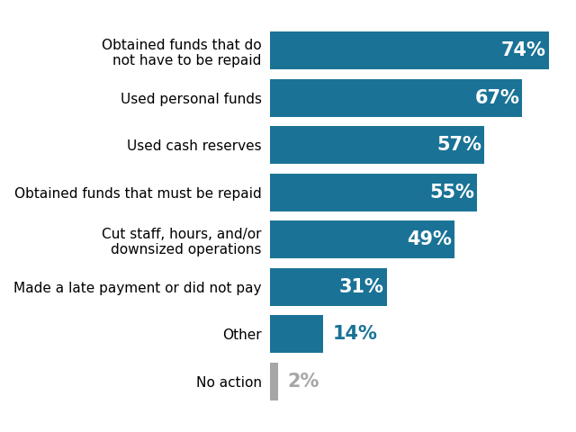 Obtained funds that do
not have to be repaid
74%
Used personal funds
67%
Used cash reserves
57%
Obtained funds that must be repaid
55%
Cut staff, hours, and/or
downsized operations
49%
Made a late payment or did not pay
31%
Other
14%
No action
2%